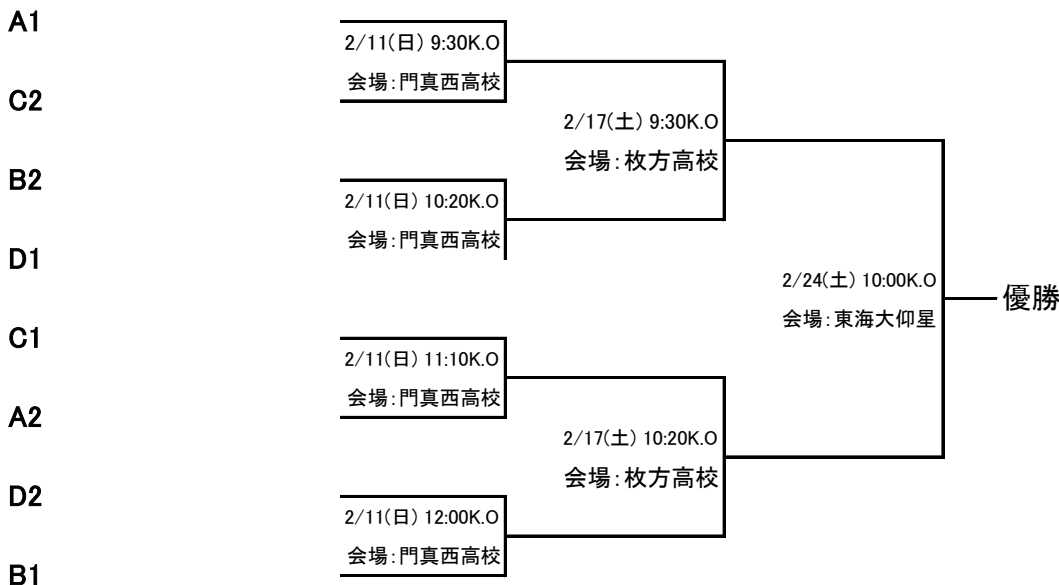 A1
2/11(日) 9:30K.O
会場:門真西高校
C2
2/17(土) 9:30K.O
会場:枚方高校
B2
2/11(日) 10:20K.O
会場:門真西高校
D1
2/24(土) 10:00K.O
会場:東海大仰星
優勝
C1
2/11(日) 11:10K.O
会場:門真西高校
A2
2/17(土) 10:20K.O
会場:枚方高校
D2
2/11(日) 12:00K.O
会場:門真西高校
B1